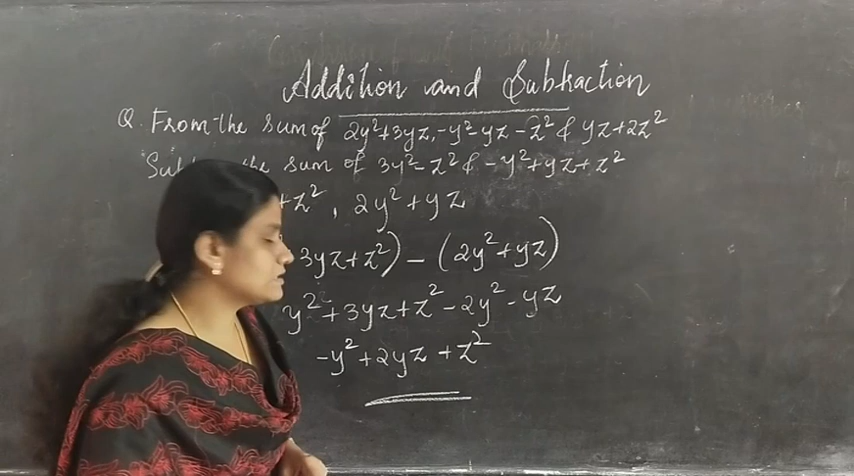 Addition and Subtraction
Q. From the sum of 2y²+3yz, -y²-yz-z² & yz+2z²
the sum of 3y²-z² & -y²+yz+z²
+z², 2y²+yz
3yz+z²) - (2y²+yz)
y²+3yz+z²-2y²-yz
-y²+2yz+z²